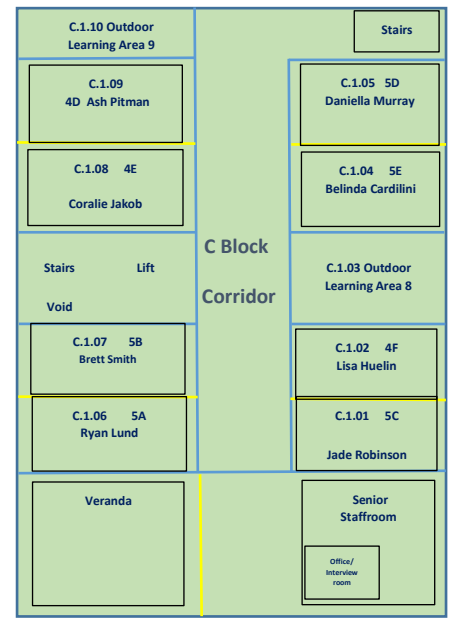 C.1.10 Outdoor
Learning Area 9
Stairs
C.1.09
4D Ash Pitman
C.1.05 5D
Daniella Murray
C.1.08 4E
Coralie Jakob
C.1.04 5E
Belinda Cardilini
C Block
Corridor
Stairs Lift
Void
C.1.03 Outdoor
Learning Area 8
C.1.07 5B
Brett Smith
C.1.02 4F
Lisa Huelin
C.1.06 5A
Ryan Lund
C.1.01 5C
Jade Robinson
Veranda
Senior
Staffroom
Office/
Interview
room